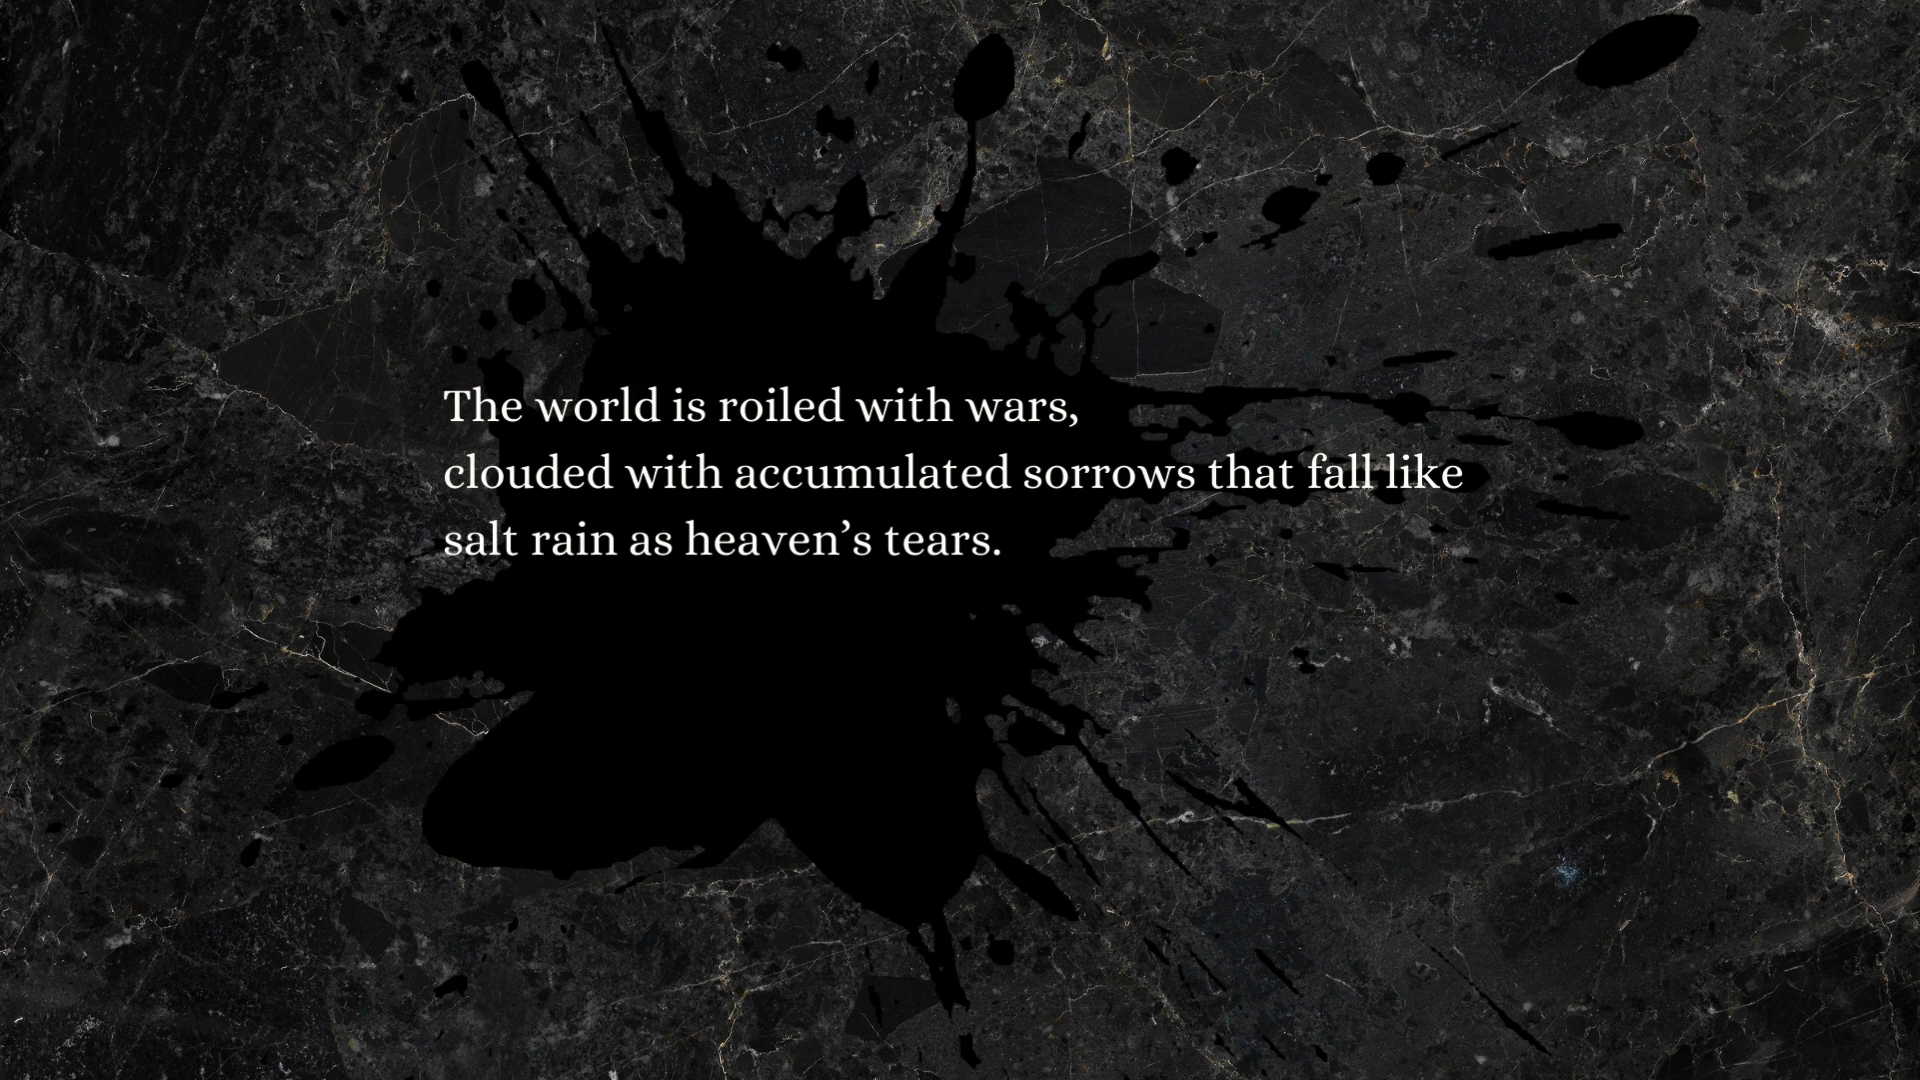 The world is roiled with wars,
clouded with accumulated sorrows that fall like
salt rain as heaven’s tears.